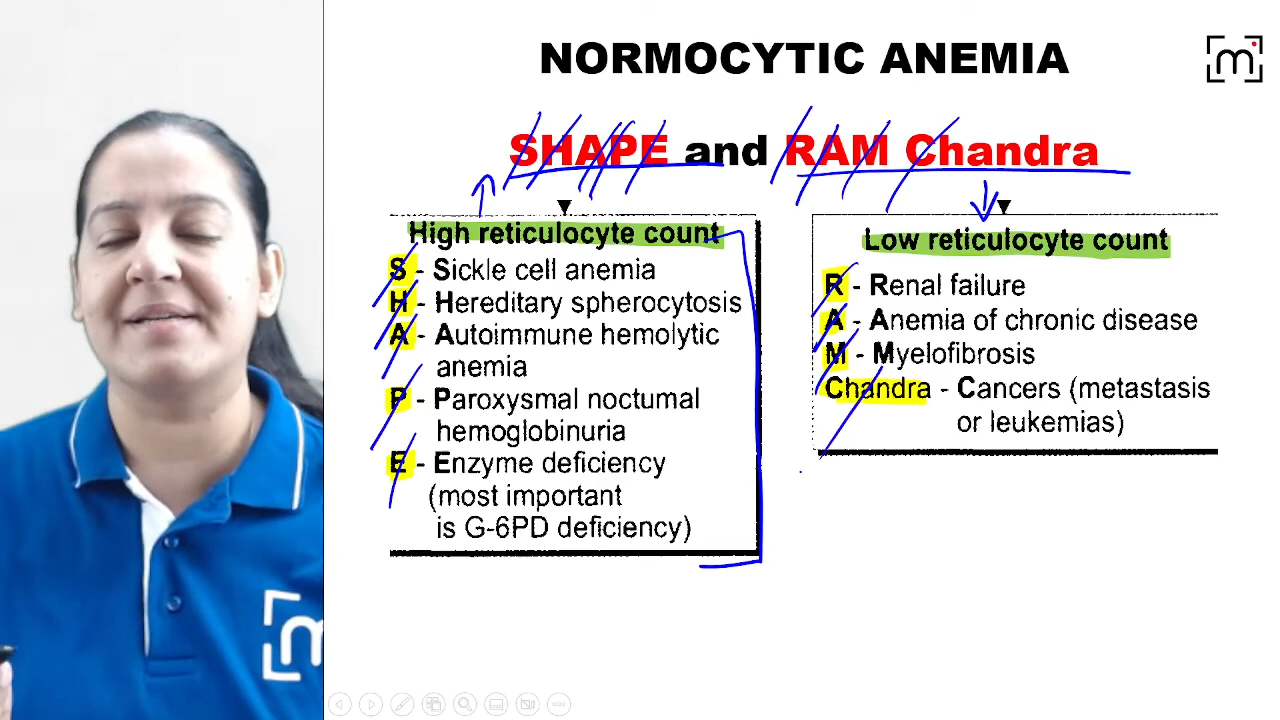 NORMOCYTIC ANEMIA
m
SHAPE and RAM Chandra
High reticulocyte count
S - Sickle cell anemia
H - Hereditary spherocytosis
A - Autoimmune hemolytic
anemia
P - Paroxysmal noctumal
hemoglobinuria
E - Enzyme deficiency
(most important
is G-6PD deficiency)
Low reticulocyte count
R - Renal failure
A - Anemia of chronic disease
M - Myelofibrosis
Chandra - Cancers (metastasis
or leukemias)
m